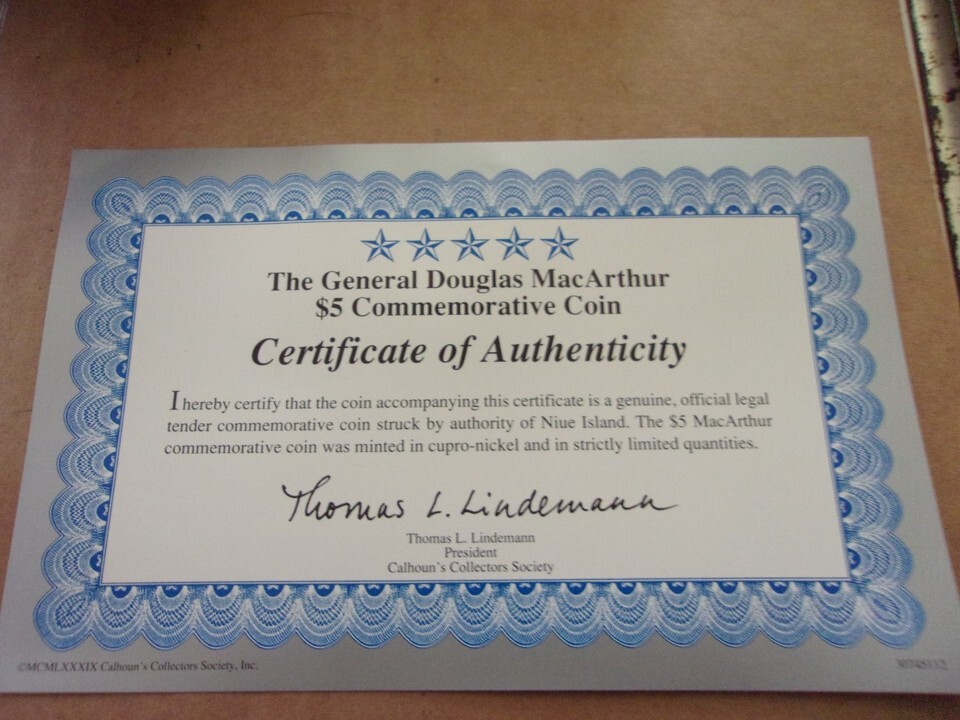 The General Douglas MacArthur
$5 Commemorative Coin
Certificate of Authenticity
I hereby certify that the coin accompanying this certificate is a genuine, official legal
tender commemorative coin struck by authority of Niue Island. The $5 MacArthur
commemorative coin was minted in cupro-nickel and in strictly limited quantities.
Thomas L. Lindemann
Thomas L. Lindemann
President
Calhoun's Collectors Society
©MCMLXXXIX Calhoun's Collectors Society, Inc.